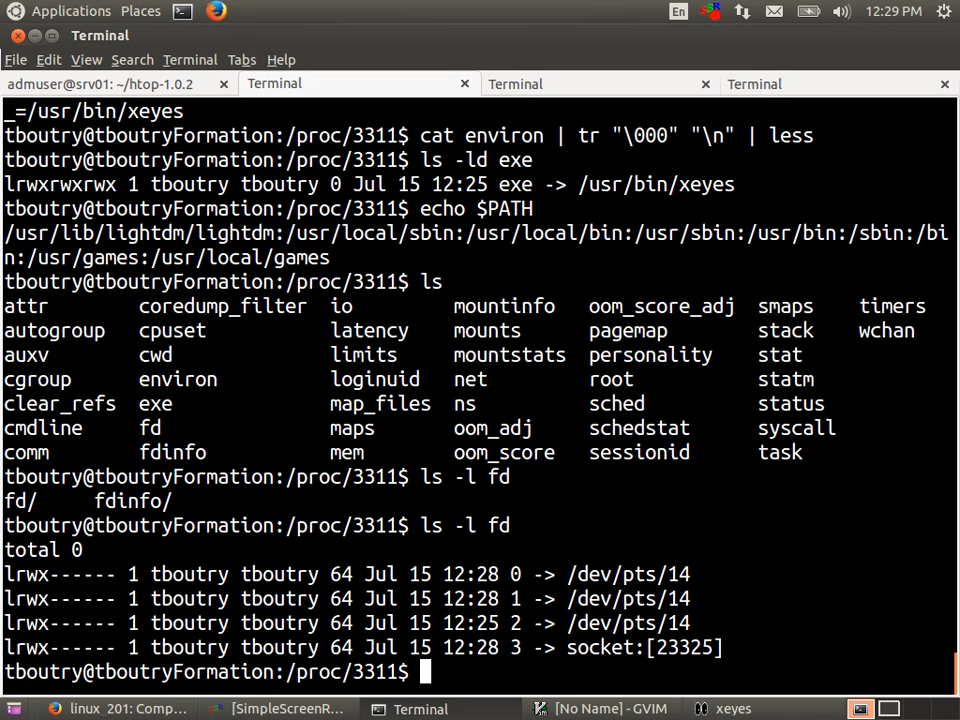 Applications Places En 12:29 PM
Terminal
File Edit View Search Terminal Tabs Help
admuser@srv01: ~/htop-1.0.2 × Terminal × Terminal × Terminal ×
_=/usr/bin/xeyes
tboutry@tboutryFormation:/proc/3311$ cat environ | tr "\000" "\n" | less
tboutry@tboutryFormation:/proc/3311$ ls -ld exe
lrwxrwxrwx 1 tboutry tboutry 0 Jul 15 12:25 exe -> /usr/bin/xeyes
tboutry@tboutryFormation:/proc/3311$ echo $PATH
/usr/lib/lightdm/lightdm:/usr/local/sbin:/usr/local/bin:/usr/sbin:/usr/bin:/sbin:/bi
n:/usr/games:/usr/local/games
tboutry@tboutryFormation:/proc/3311$ ls
attr coredump_filter io mountinfo oom_score_adj smaps timers
autogroup cpuset latency mounts pagemap stack wchan
auxv cwd limits mountstats personality stat
cgroup environ loginuid net root statm
clear_refs exe map_files ns sched status
cmdline fd maps oom_adj schedstat syscall
comm fdinfo mem oom_score sessionid task
tboutry@tboutryFormation:/proc/3311$ ls -l fd
fd/ fdinfo/
tboutry@tboutryFormation:/proc/3311$ ls -l fd
total 0
lrwx------ 1 tboutry tboutry 64 Jul 15 12:28 0 -> /dev/pts/14
lrwx------ 1 tboutry tboutry 64 Jul 15 12:28 1 -> /dev/pts/14
lrwx------ 1 tboutry tboutry 64 Jul 15 12:25 2 -> /dev/pts/14
lrwx------ 1 tboutry tboutry 64 Jul 15 12:28 3 -> socket:[23325]
tboutry@tboutryFormation:/proc/3311$
linux_201: Comp... [SimpleScreenR... Terminal [No Name] - GVIM xeyes